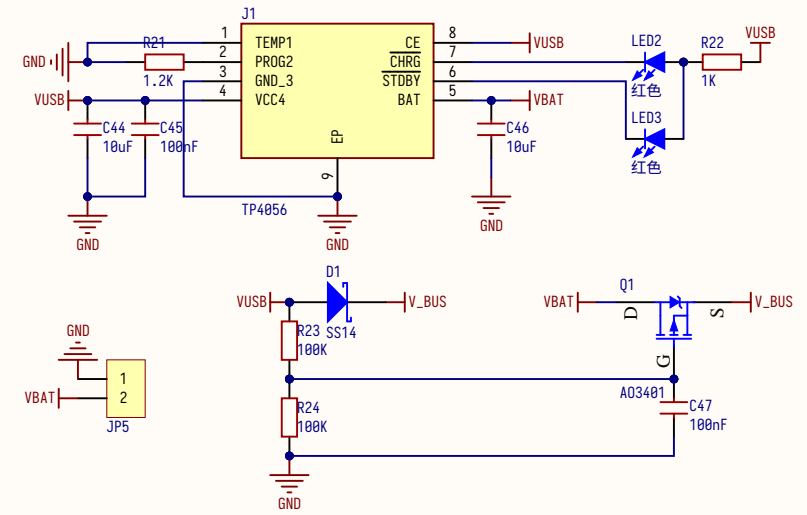 J1
GND
R21
1.2K
1
2
3
4
TEMP1
PROG2
GND_3
VCC4
CE
CHRG
STDBY
BAT
8
7
6
5
EP
9
TP4056
VUSB
C44
10uF
C45
100nF
GND
GND
VUSB
VBAT
C46
10uF
GND
LED2
红色
LED3
红色
R22
1K
VUSB
GND
VBAT
1
2
JP5
VUSB
D1
SS14
V_BUS
R23
100K
R24
100K
GND
VBAT
Q1
D
S
G
V_BUS
AO3401
C47
100nF